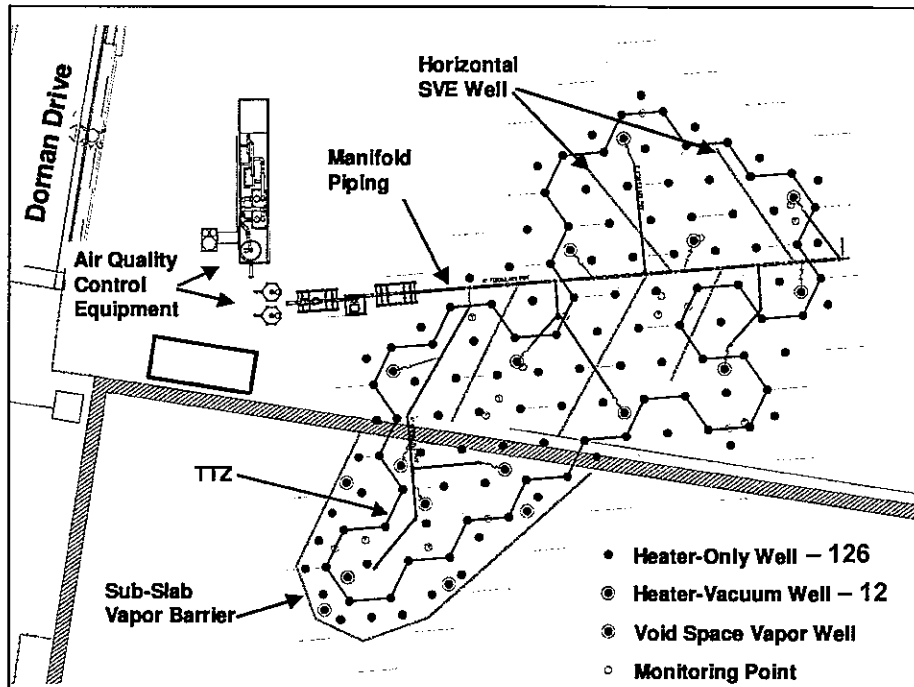 Dornan Drive
Horizontal
SVE Well
Manifold
Piping
Air Quality
Control
Equipment
TTZ
Sub-Slab
Vapor Barrier
Heater-Only Well – 126
Heater-Vacuum Well – 12
Void Space Vapor Well
Monitoring Point